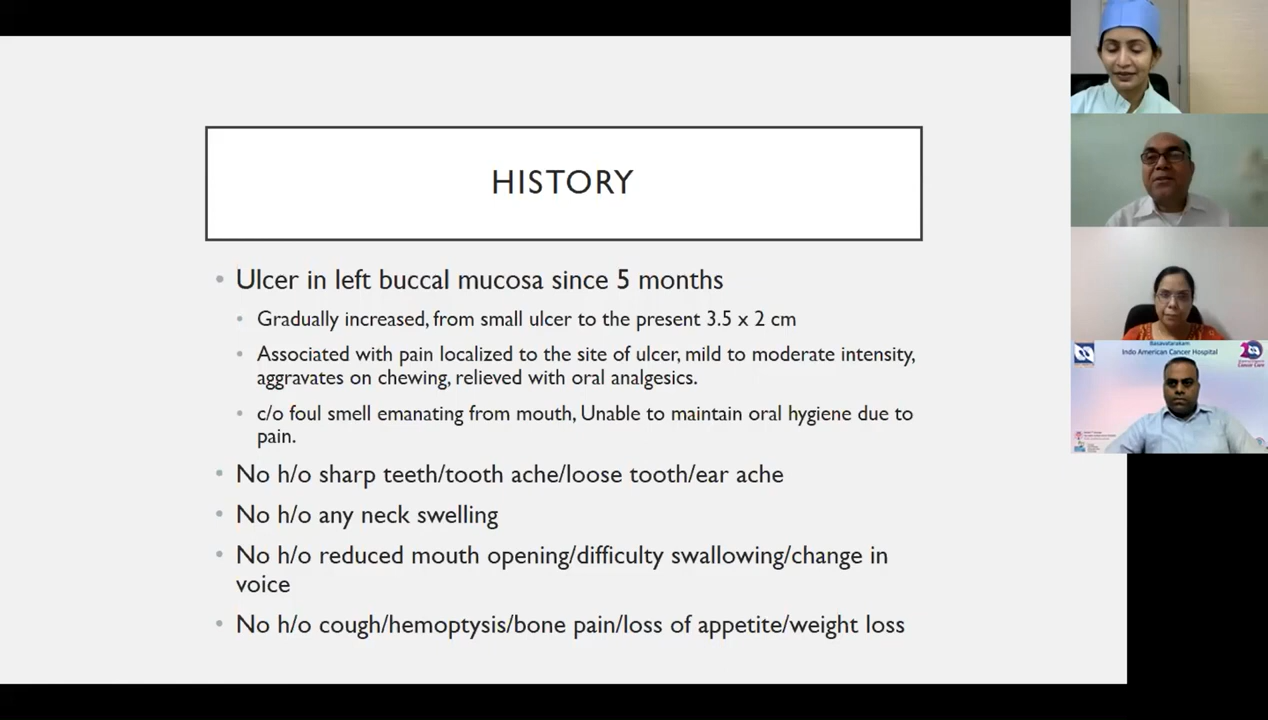 HISTORY
Ulcer in left buccal mucosa since 5 months
Gradually increased, from small ulcer to the present 3.5 x 2 cm
Associated with pain localized to the site of ulcer, mild to moderate intensity,
aggravates on chewing, relieved with oral analgesics.
c/o foul smell emanating from mouth, Unable to maintain oral hygiene due to
pain.
No h/o sharp teeth/tooth ache/loose tooth/ear ache
No h/o any neck swelling
No h/o reduced mouth opening/difficulty swallowing/change in
voice
No h/o cough/hemoptysis/bone pain/loss of appetite/weight loss
Basavatarakam
Indo American Cancer Hospital
Cancer Care